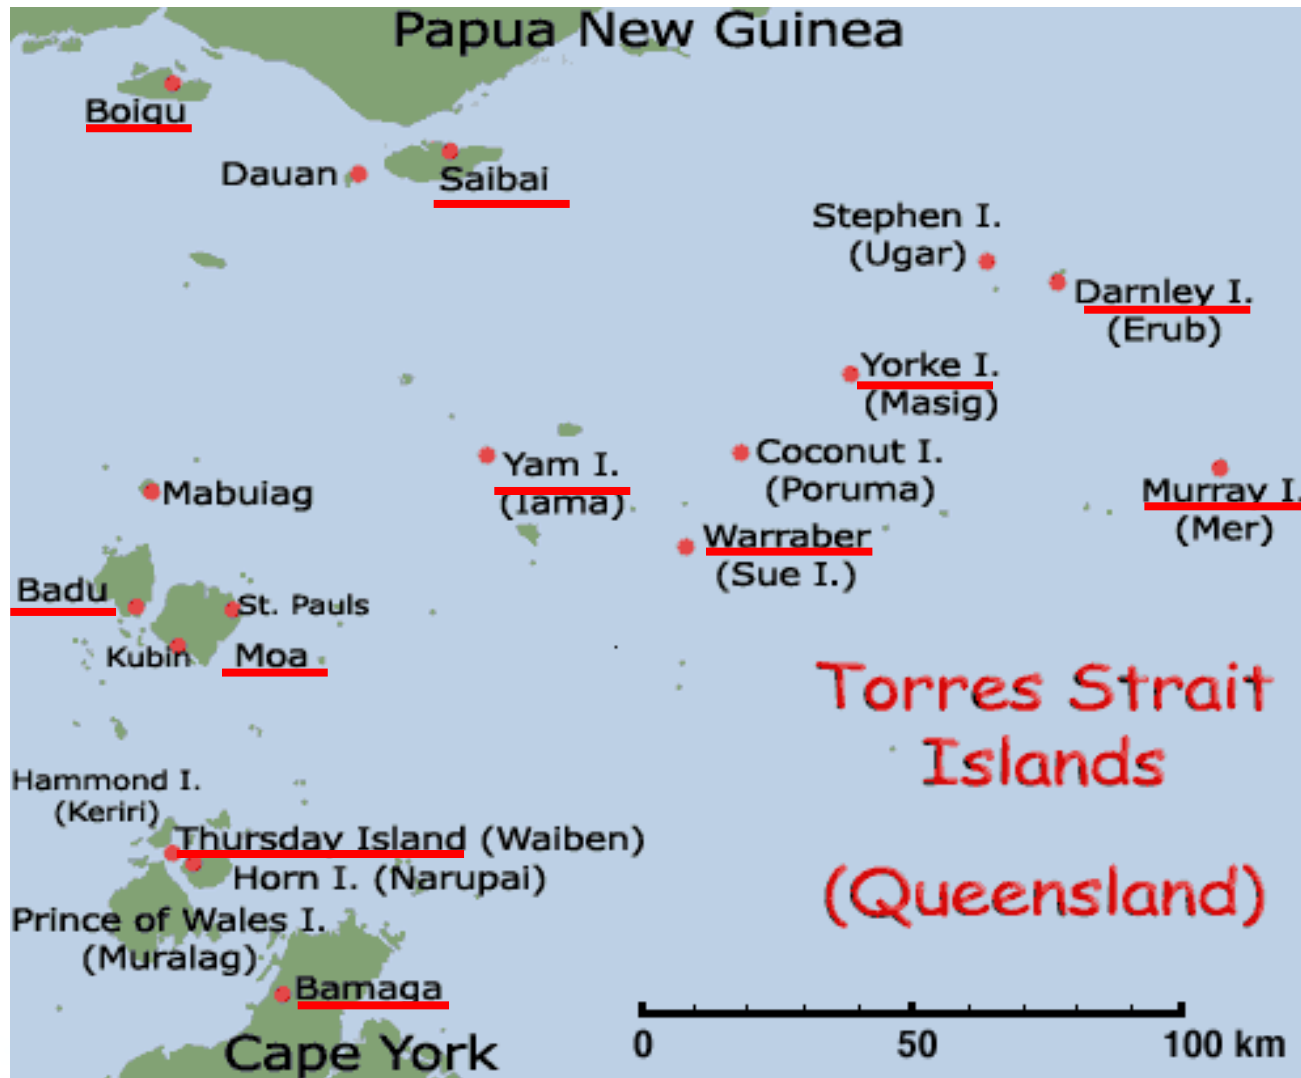 Papua New Guinea
Boigu
Dauan
Saibai
Stephen I.
(Ugar)
Darnley I.
(Erub)
Yorke I.
(Masig)
Yam I.
(Iama)
Coconut I.
(Poruma)
Murray I.
(Mer)
Mabuiag
Warraber
(Sue I.)
Badu
St. Pauls
Kubin
Moa
Torres Strait
Islands
(Queensland)
Hammond I.
(Keriri)
Thursday Island (Waiben)
Horn I. (Narupai)
Prince of Wales I.
(Muralag)
Bamaga
Cape York
0 50 100 km